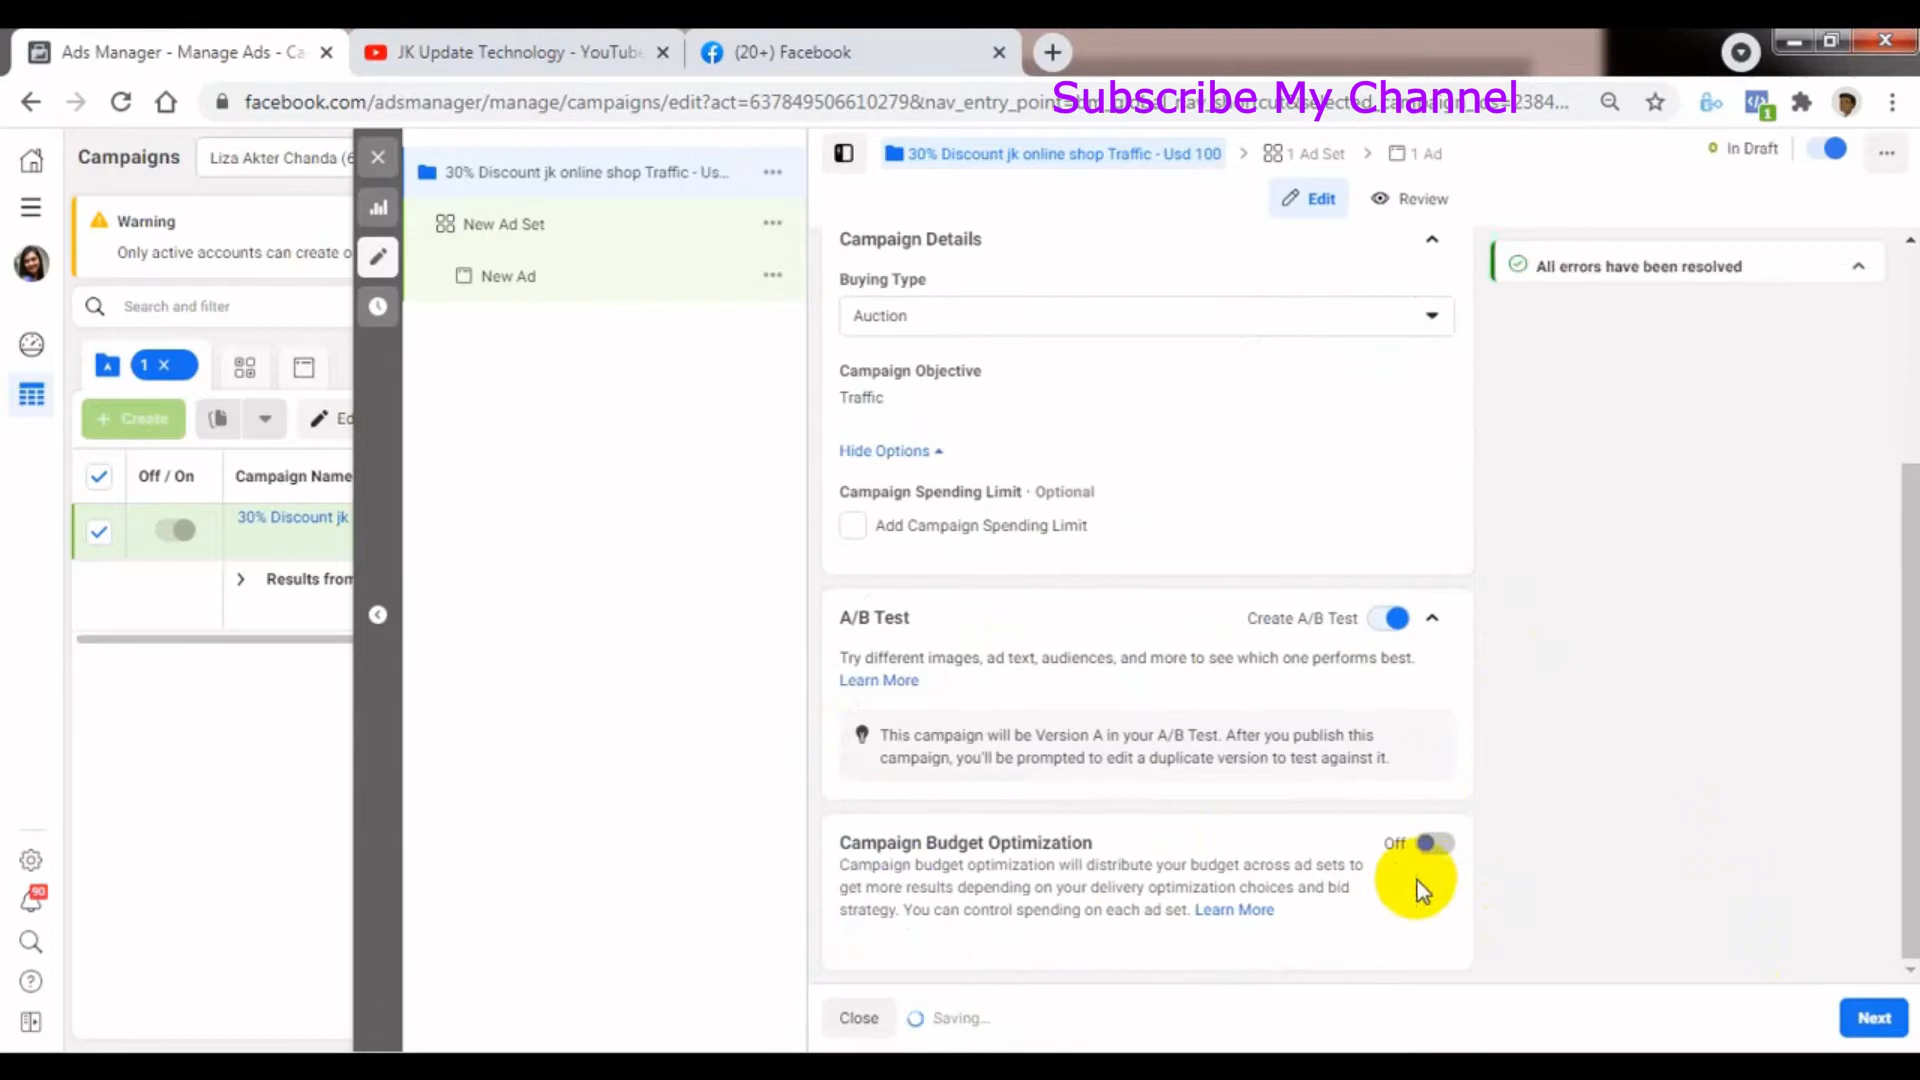 Ads Manager - Manage Ads - Ca
JK Update Technology - YouTube
(20+) Facebook
facebook.com/adsmanager/manage/campaigns/edit?act=637849506610279&nav_entry_point=bm_global_nav_shortcut&selected_campaign_ids=2384...
Subscribe My Channel
1
Campaigns
Liza Akter Chanda (6
Warning
Only active accounts can create o
Search and filter
A
1
Create
Ed
Off / On
Campaign Name
30% Discount jk
Results from
90
30% Discount jk online shop Traffic - Us...
New Ad Set
New Ad
30% Discount jk online shop Traffic - Usd 100
1 Ad Set
1 Ad
In Draft
Edit
Review
Campaign Details
Buying Type
Auction
Campaign Objective
Traffic
Hide Options
Campaign Spending Limit · Optional
Add Campaign Spending Limit
All errors have been resolved
A/B Test
Create A/B Test
Try different images, ad text, audiences, and more to see which one performs best.
Learn More
This campaign will be Version A in your A/B Test. After you publish this
campaign, you'll be prompted to edit a duplicate version to test against it.
Campaign Budget Optimization
Off
Campaign budget optimization will distribute your budget across ad sets to
get more results depending on your delivery optimization choices and bid
strategy. You can control spending on each ad set. Learn More
Close
Saving...
Next